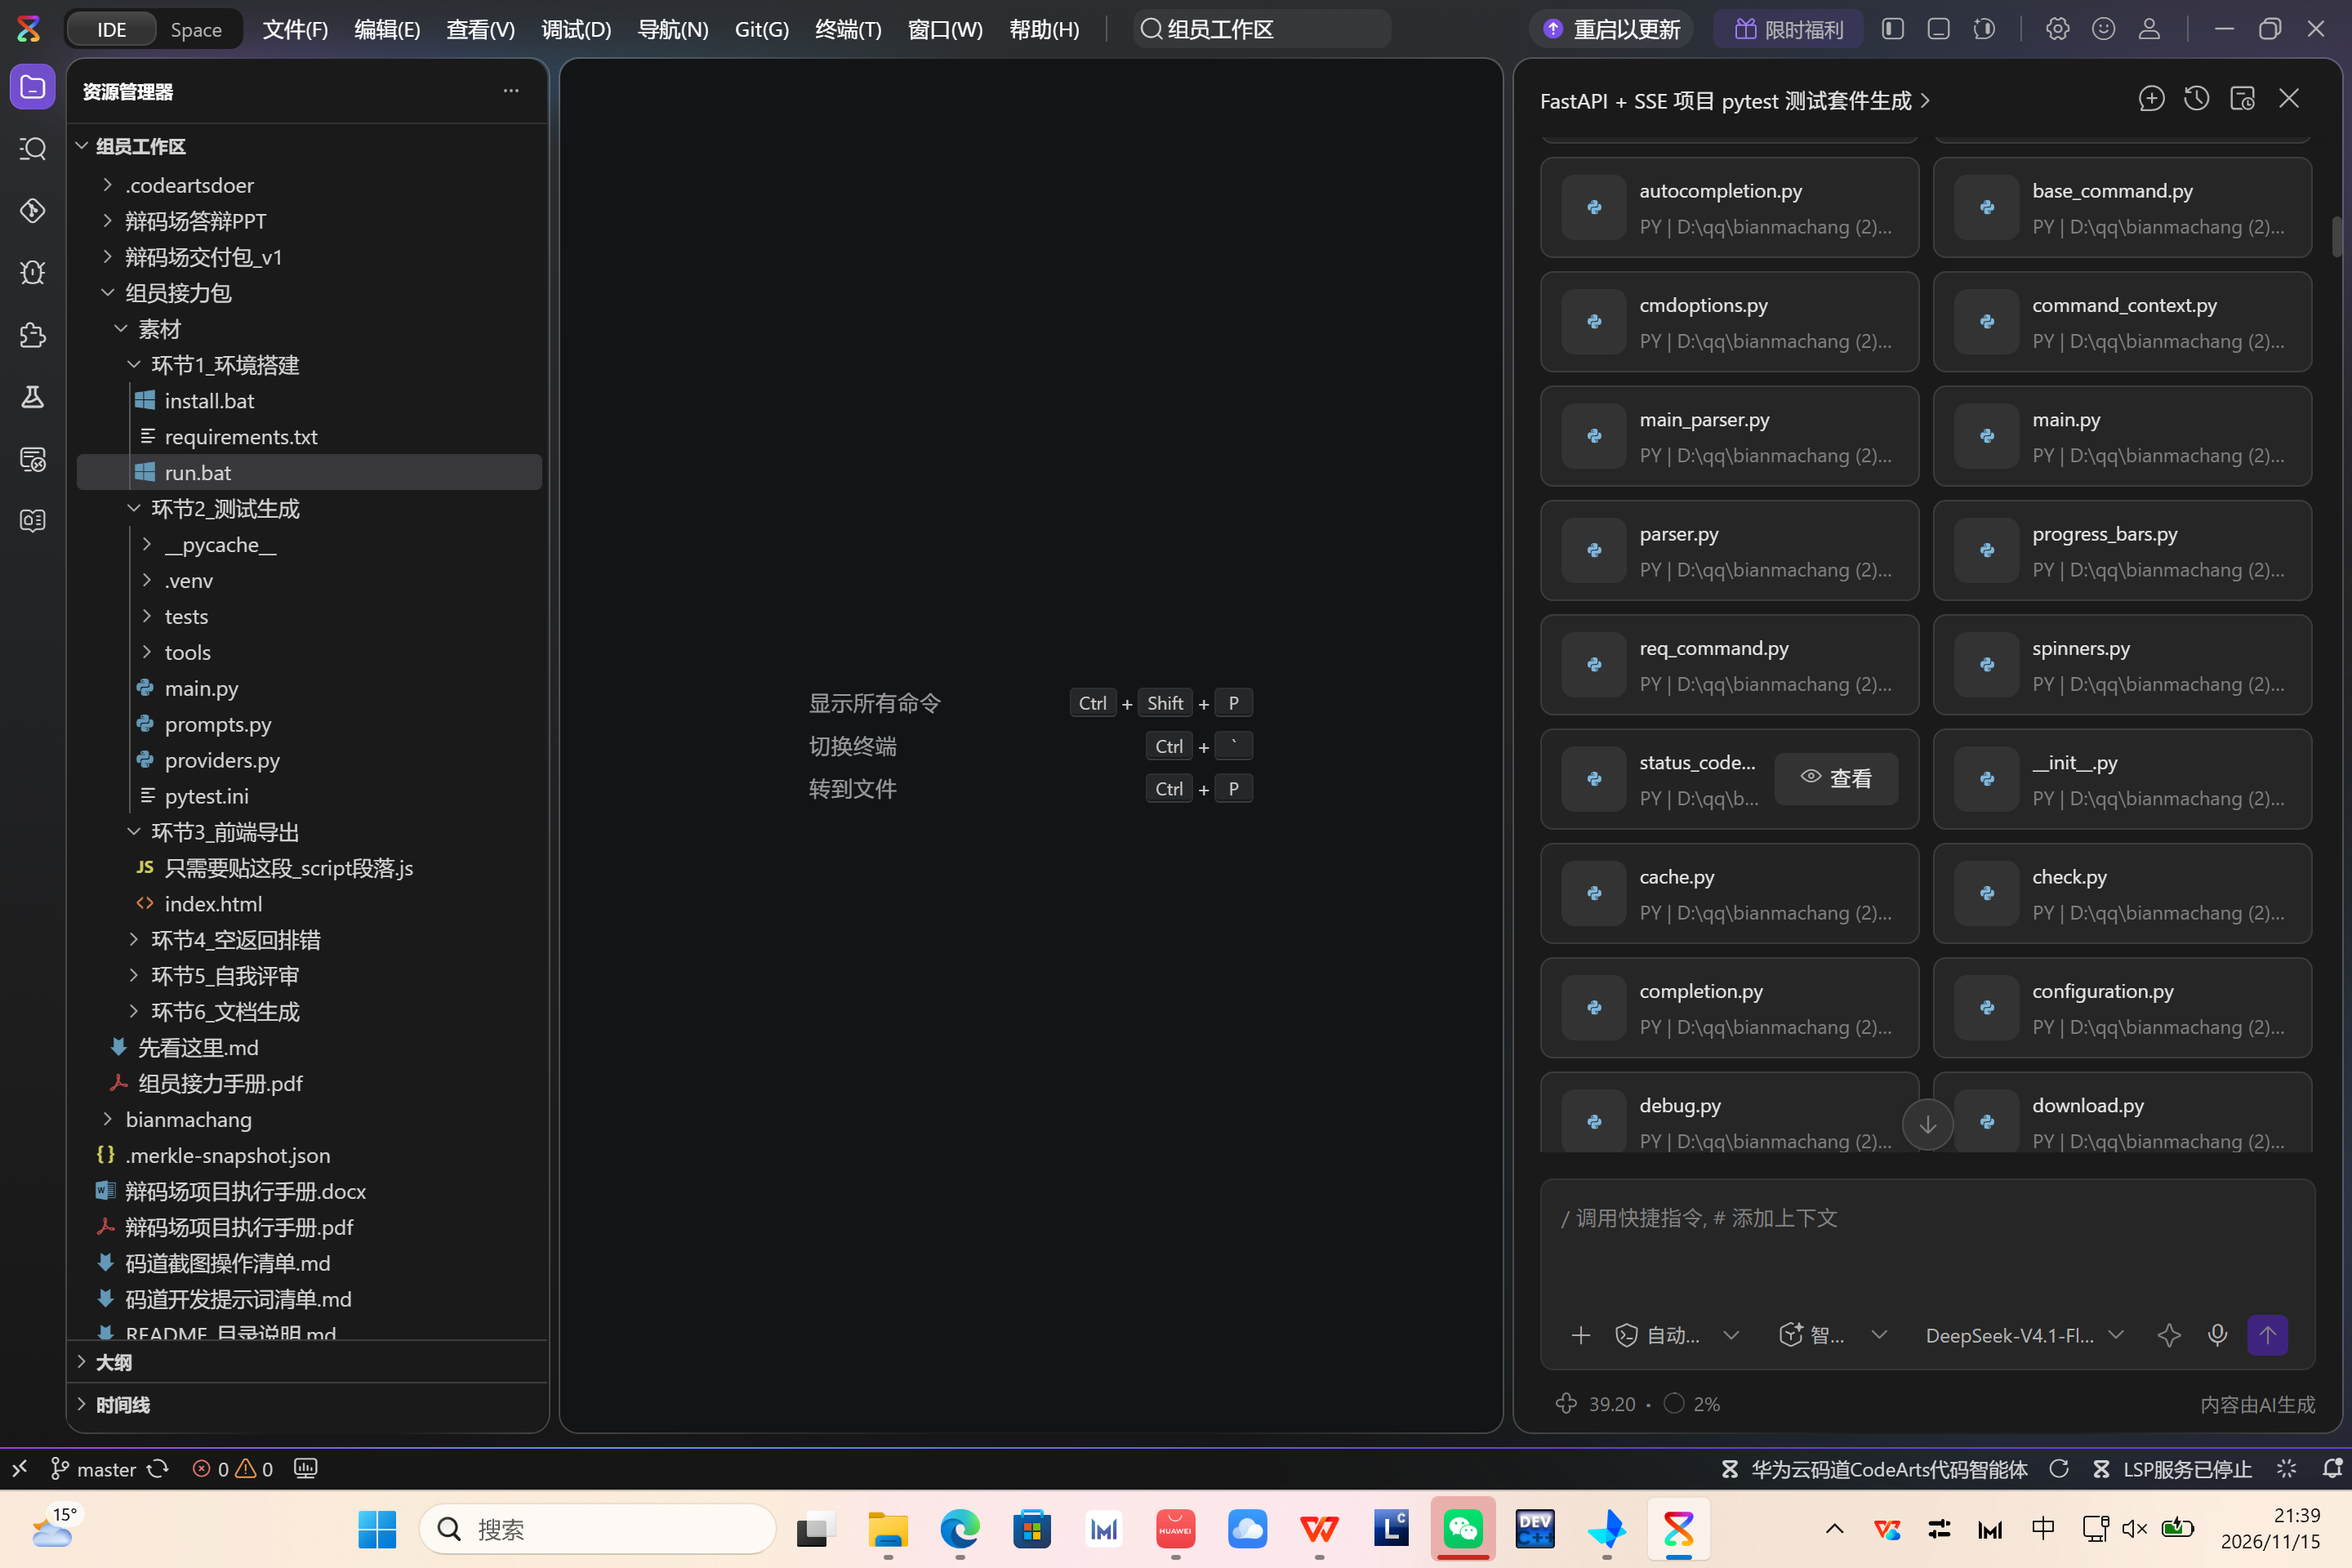 IDE Space 文件(F) 编辑(E) 查看(V) 调试(D) 导航(N) Git(G) 终端(T) 窗口(W) 帮助(H) 组员工作区 重启以更新 限时福利
资源管理器
组员工作区
.codeartsdoer
辩码场答辩PPT
辩码场交付包_v1
组员接力包
素材
环节1_环境搭建
install.bat
requirements.txt
run.bat
环节2_测试生成
__pycache__
.venv
tests
tools
main.py
prompts.py
providers.py
pytest.ini
环节3_前端导出
JS 只需要贴这段_script段落.js
index.html
环节4_空返回排错
环节5_自我评审
环节6_文档生成
先看这里.md
组员接力手册.pdf
bianmachang
.merkle-snapshot.json
辩码场项目执行手册.docx
辩码场项目执行手册.pdf
码道截图操作清单.md
码道开发提示词清单.md
README_目录说明.md
大纲
时间线
显示所有命令 Ctrl + Shift + P
切换终端 Ctrl + `
转到文件 Ctrl + P
FastAPI + SSE 项目 pytest 测试套件生成
autocompletion.py
PY | D:\qq\bianmachang (2)...
base_command.py
PY | D:\qq\bianmachang (2)...
cmdoptions.py
PY | D:\qq\bianmachang (2)...
command_context.py
PY | D:\qq\bianmachang (2)...
main_parser.py
PY | D:\qq\bianmachang (2)...
main.py
PY | D:\qq\bianmachang (2)...
parser.py
PY | D:\qq\bianmachang (2)...
progress_bars.py
PY | D:\qq\bianmachang (2)...
req_command.py
PY | D:\qq\bianmachang (2)...
spinners.py
PY | D:\qq\bianmachang (2)...
status_code...
PY | D:\qq\b...
查看
__init__.py
PY | D:\qq\bianmachang (2)...
cache.py
PY | D:\qq\bianmachang (2)...
check.py
PY | D:\qq\bianmachang (2)...
completion.py
PY | D:\qq\bianmachang (2)...
configuration.py
PY | D:\qq\bianmachang (2)...
debug.py
PY | D:\qq\bianmachang (2)...
download.py
PY | D:\qq\bianmachang (2)...
/ 调用快捷指令, # 添加上下文
自动... 智... DeepSeek-V4.1-Fl...
39.20 • 2%
内容由AI生成
master 0 0
华为云码道CodeArts代码智能体 LSP服务已停止
15°
搜索
HUAWEI
LC
DEV C++
中
21:39
2026/11/15